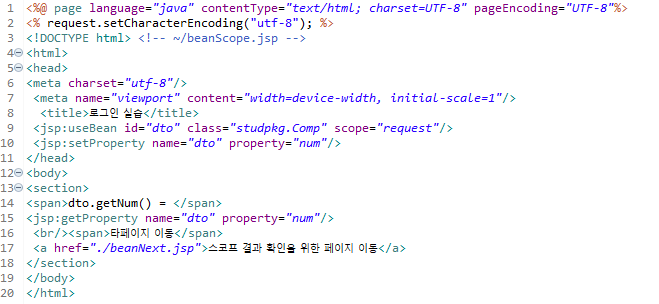 1 <%@ page language="java" contentType="text/html; charset=UTF-8" pageEncoding="UTF-8"%>
2 <% request.setCharacterEncoding("utf-8"); %>
3 <!DOCTYPE html> <!-- ~/beanScope.jsp -->
4 <html>
5 <head>
6 <meta charset="utf-8"/>
7 <meta name="viewport" content="width=device-width, initial-scale=1"/>
8 <title>로그인 실습</title>
9 <jsp:useBean id="dto" class="studpkg.Comp" scope="request"/>
10 <jsp:setProperty name="dto" property="num"/>
11 </head>
12 <body>
13 <section>
14 <span>dto.getNum() = </span>
15 <jsp:getProperty name="dto" property="num"/>
16 <br/><span>타페이지 이동</span>
17 <a href="./beanNext.jsp">스코프 결과 확인을 위한 페이지 이동</a>
18 </section>
19 </body>
20 </html>